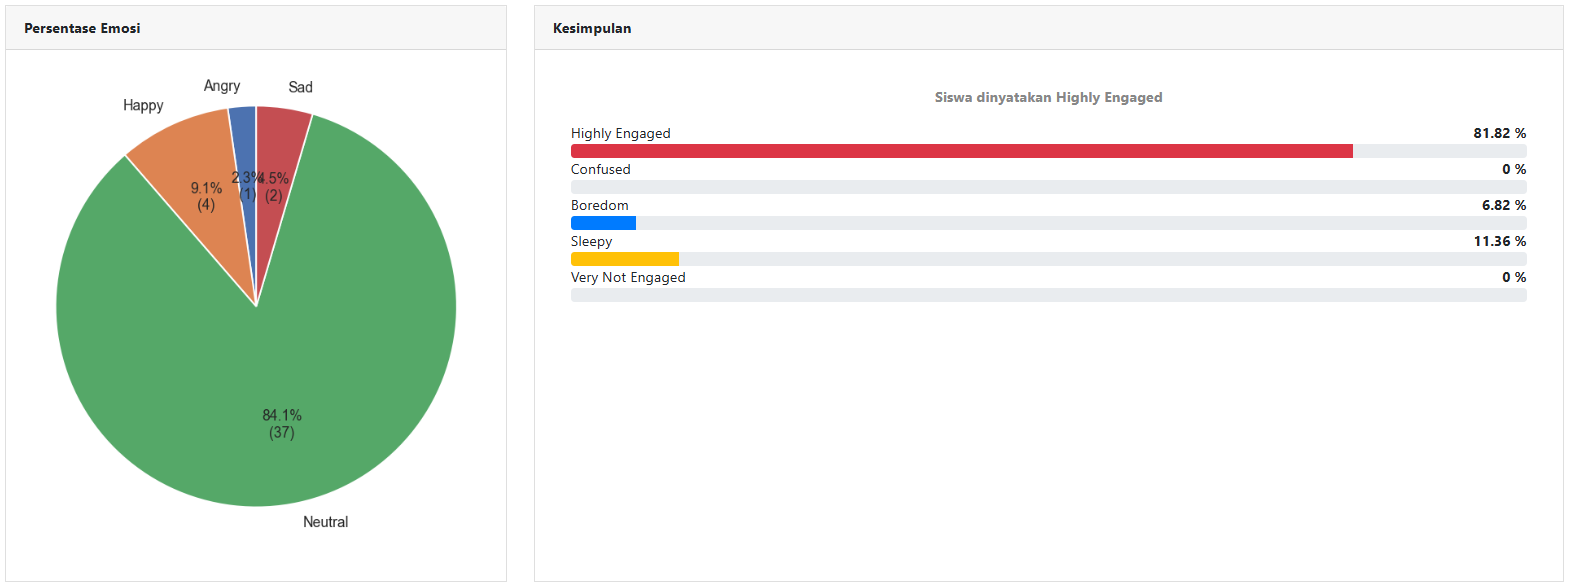 Persentase Emosi
Angry
Sad
Happy
9.1%
(4)
2.3%
(1)
4.5%
(2)
84.1%
(37)
Neutral
Kesimpulan
Siswa dinyatakan Highly Engaged
Highly Engaged 81.82 %
Confused 0 %
Boredom 6.82 %
Sleepy 11.36 %
Very Not Engaged 0 %